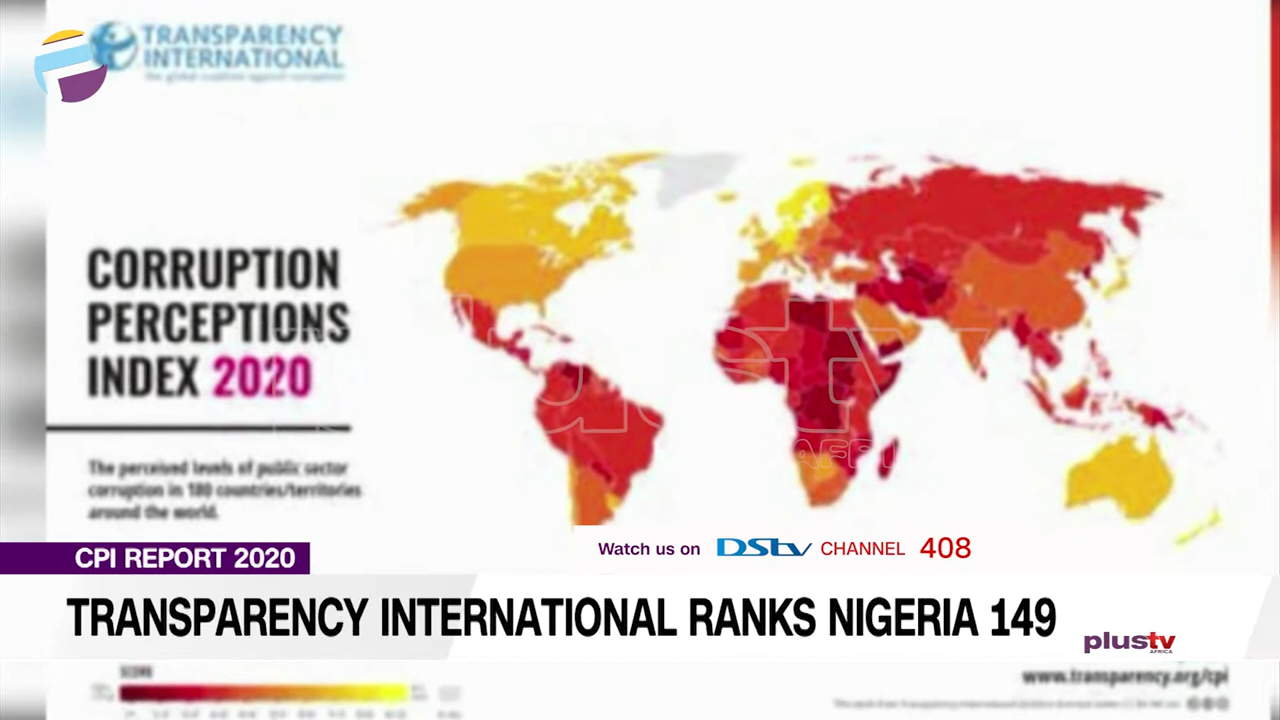 TRANSPARENCY
INTERNATIONAL
the global coalition against corruption
CORRUPTION
PERCEPTIONS
INDEX 2020
The perceived levels of public sector
corruption in 180 countries/territories
around the world.
plustv
AFRICA
Watch us on DStv CHANNEL 408
CPI REPORT 2020
TRANSPARENCY INTERNATIONAL RANKS NIGERIA 149
plustv
AFRICA
SCORE
www.transparency.org/cpi